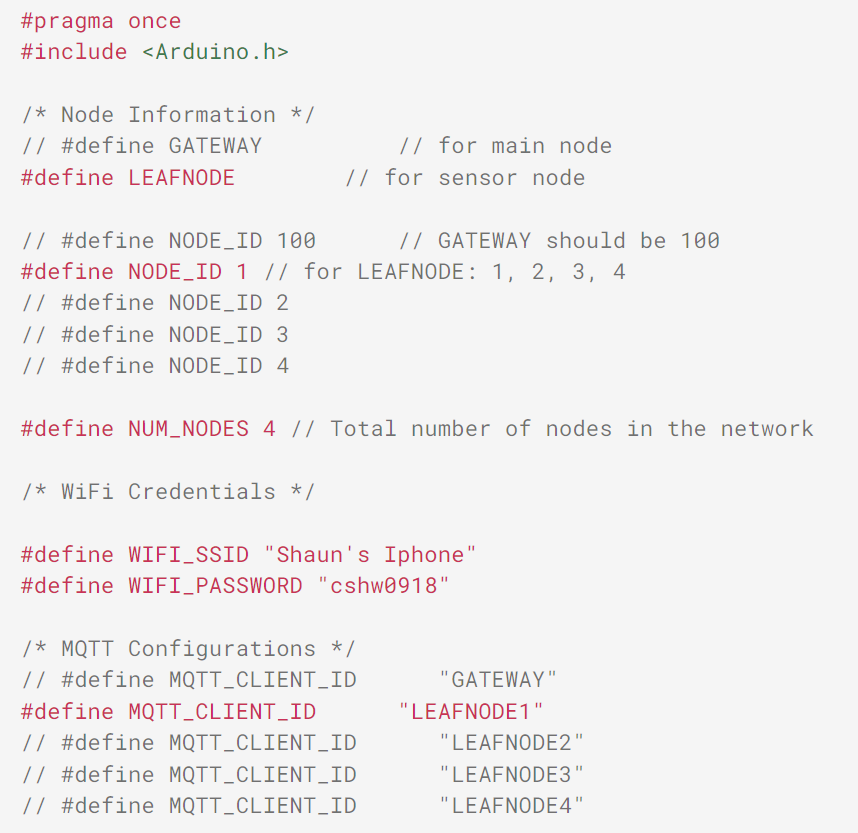 #pragma once
#include <Arduino.h>
/* Node Information */
// #define GATEWAY // for main node
#define LEAFNODE // for sensor node
// #define NODE_ID 100 // GATEWAY should be 100
#define NODE_ID 1 // for LEAFNODE: 1, 2, 3, 4
// #define NODE_ID 2
// #define NODE_ID 3
// #define NODE_ID 4
#define NUM_NODES 4 // Total number of nodes in the network
/* WiFi Credentials */
#define WIFI_SSID "Shaun's Iphone"
#define WIFI_PASSWORD "cshw0918"
/* MQTT Configurations */
// #define MQTT_CLIENT_ID "GATEWAY"
#define MQTT_CLIENT_ID "LEAFNODE1"
// #define MQTT_CLIENT_ID "LEAFNODE2"
// #define MQTT_CLIENT_ID "LEAFNODE3"
// #define MQTT_CLIENT_ID "LEAFNODE4"